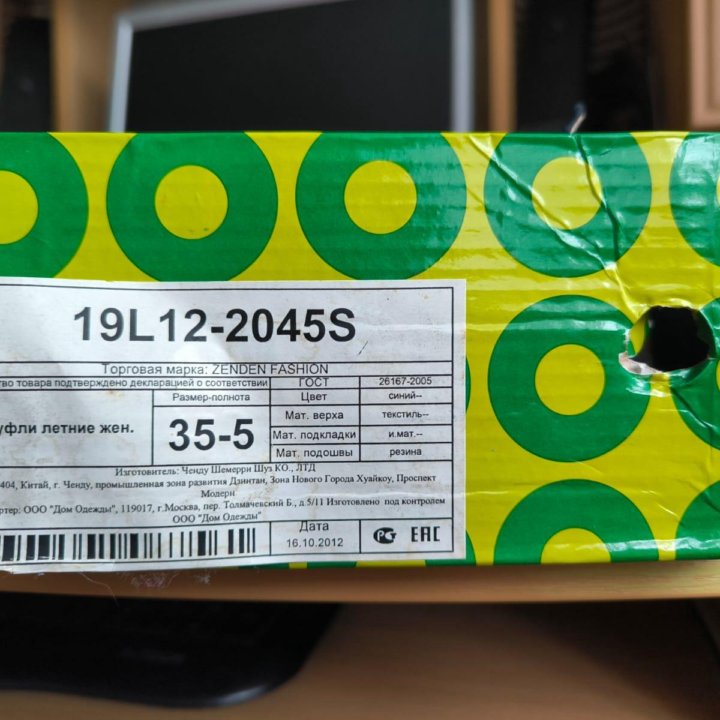 19L12-2045S
Торговая марка: ZENDEN FASHION
тво товара подтверждено декларацией о соответствии ГОСТ 26167-2005
Размер-полнота Цвет синий--
уфли летние жен. 35-5 Мат. верха текстиль--
Мат. подкладки и.мат.--
Мат. подошвы резина
Изготовитель: Ченду Шемерри Шуз КО., ЛТД
404, Китай, г. Ченду, промышленная зона развития Дзинтан, Зона Нового Города Хуайкоу, Проспект
Модерн
ртер: ООО "Дом Одежды", 119017, г.Москва, пер. Толмачевский Б., д.5/11 Изготовлено под контролем
ООО "Дом Одежды"
Дата
16.10.2012
РСТ EAC